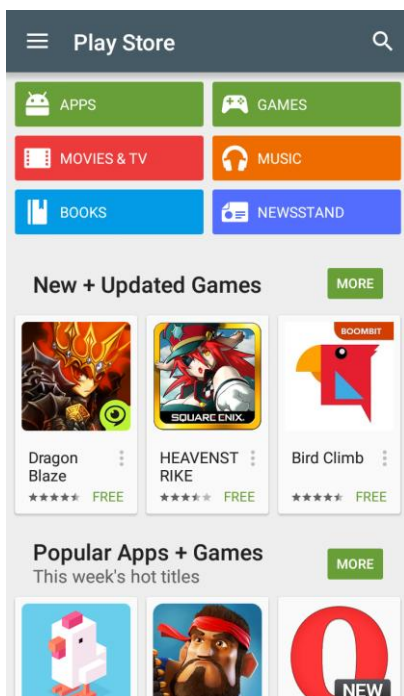 Play Store
APPS
GAMES
MOVIES & TV
MUSIC
BOOKS
NEWSSTAND
New + Updated Games
MORE
BOOMBIT
SQUARE ENIX.
Dragon
Blaze
FREE
HEAVENST
RIKE
FREE
Bird Climb
FREE
Popular Apps + Games
This week's hot titles
MORE
NEW